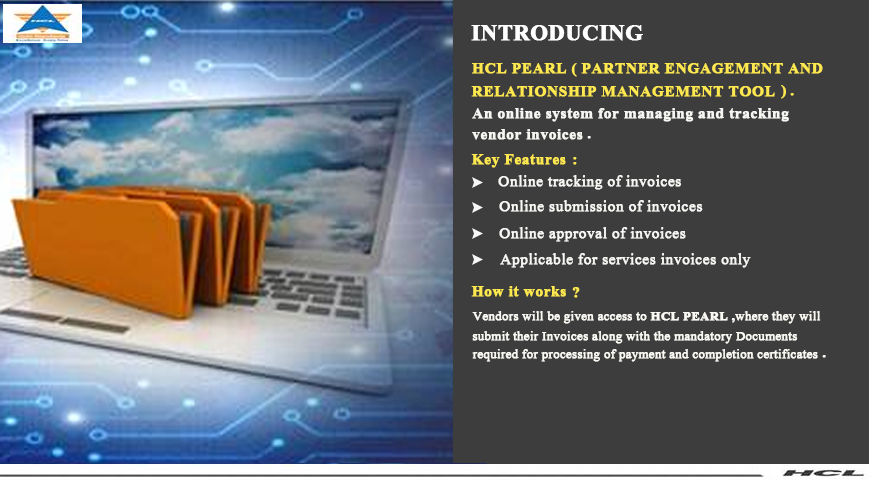 HCL
INTRODUCING
HCL PEARL ( PARTNER ENGAGEMENT AND
RELATIONSHIP MANAGEMENT TOOL ) .
An online system for managing and tracking
vendor invoices .
Key Features :
➤ Online tracking of invoices
➤ Online submission of invoices
➤ Online approval of invoices
➤ Applicable for services invoices only
How it works ?
Vendors will be given access to HCL PEARL ,where they will
submit their Invoices along with the mandatory Documents
required for processing of payment and completion certificates .
HCL